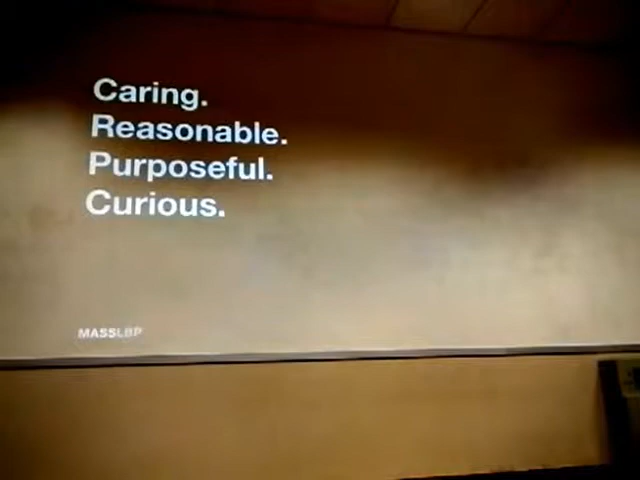 Caring.
Reasonable.
Purposeful.
Curious.
MASSLBP